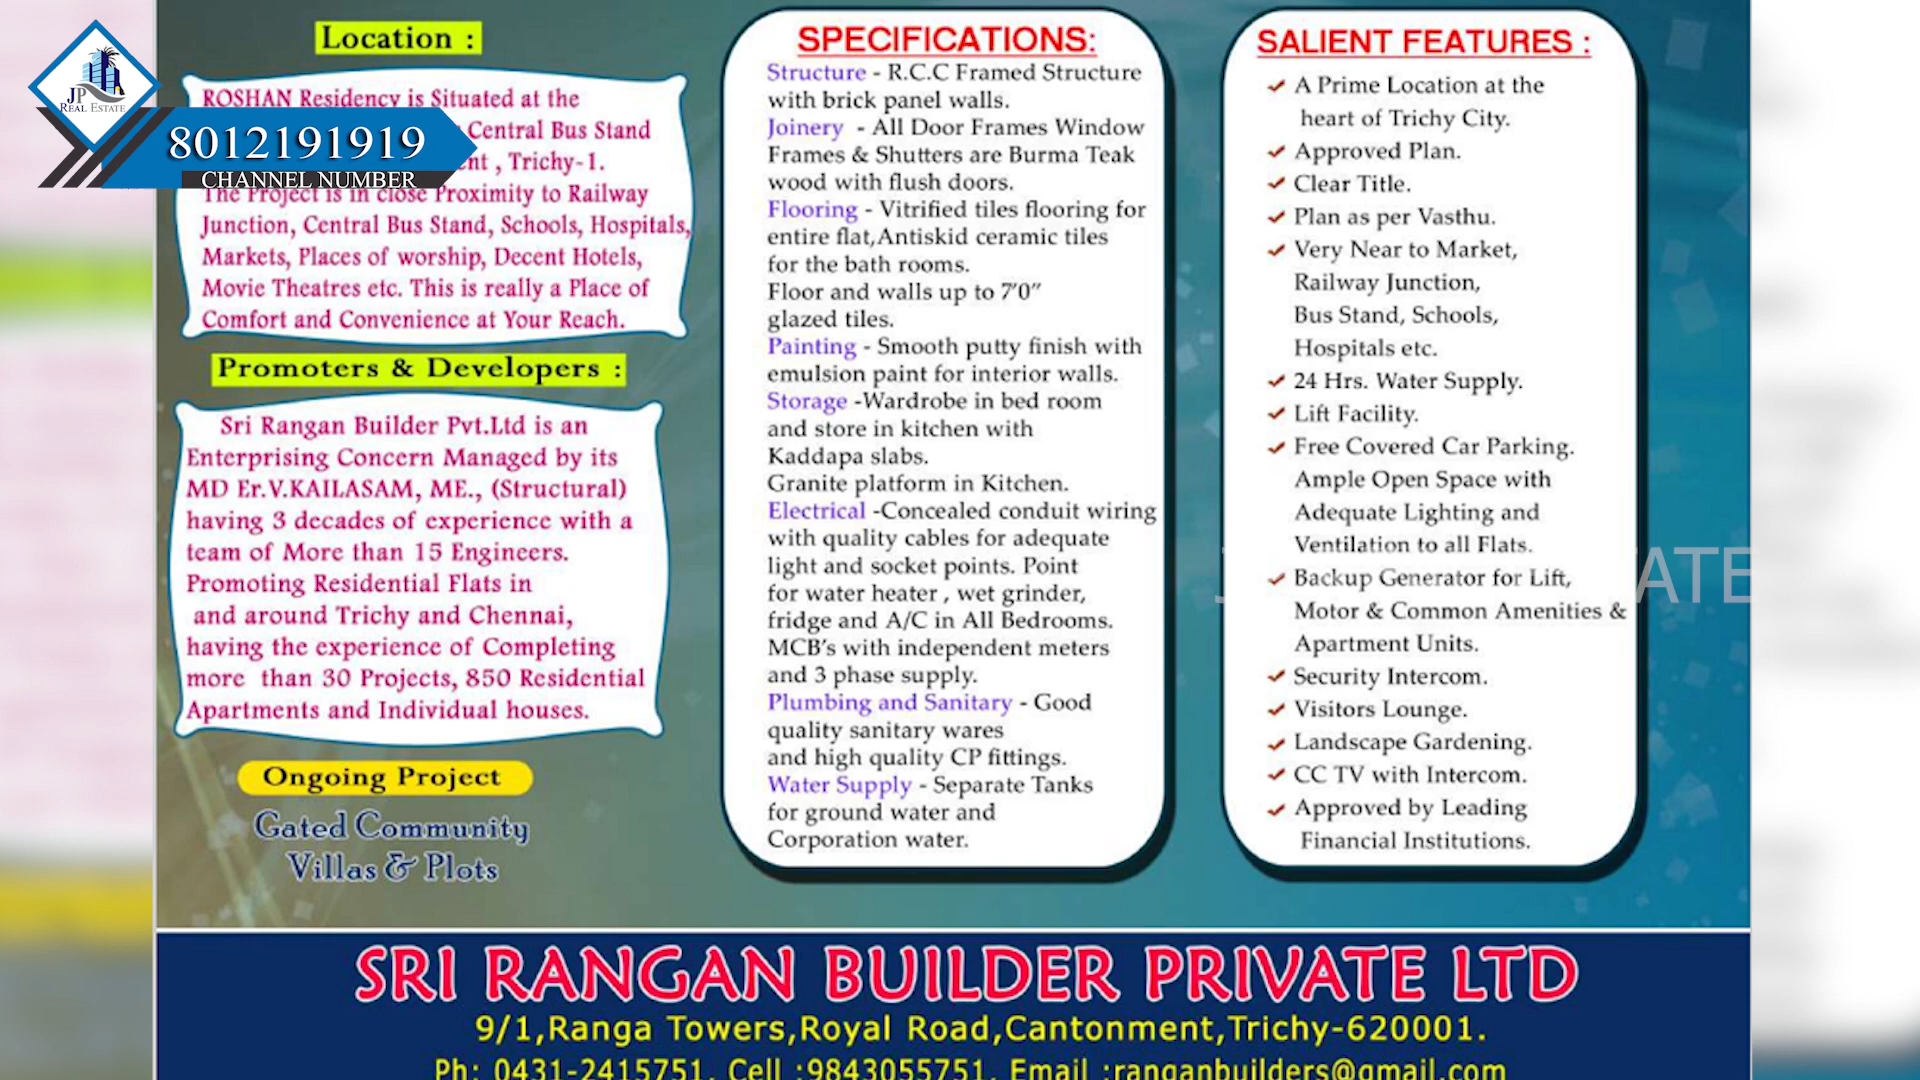 JP
REAL ESTATE
8012191919
CHANNEL NUMBER
Location :
ROSHAN Residency is Situated at the
Central Bus Stand
, Trichy-1.
The Project is in close Proximity to Railway
Junction, Central Bus Stand, Schools, Hospitals,
Markets, Places of worship, Decent Hotels,
Movie Theatres etc. This is really a Place of
Comfort and Convenience at Your Reach.
Promoters & Developers :
Sri Rangan Builder Pvt.Ltd is an
Enterprising Concern Managed by its
MD Er.V.KAILASAM, ME., (Structural)
having 3 decades of experience with a
team of More than 15 Engineers.
Promoting Residential Flats in
and around Trichy and Chennai,
having the experience of Completing
more than 30 Projects, 850 Residential
Apartments and Individual houses.
Ongoing Project
Gated Community
Villas & Plots
SPECIFICATIONS:
Structure - R.C.C Framed Structure
with brick panel walls.
Joinery - All Door Frames Window
Frames & Shutters are Burma Teak
wood with flush doors.
Flooring - Vitrified tiles flooring for
entire flat,Antiskid ceramic tiles
for the bath rooms.
Floor and walls up to 7'0"
glazed tiles.
Painting - Smooth putty finish with
emulsion paint for interior walls.
Storage -Wardrobe in bed room
and store in kitchen with
Kaddapa slabs.
Granite platform in Kitchen.
Electrical -Concealed conduit wiring
with quality cables for adequate
light and socket points. Point
for water heater , wet grinder,
fridge and A/C in All Bedrooms.
MCB's with independent meters
and 3 phase supply.
Plumbing and Sanitary - Good
quality sanitary wares
and high quality CP fittings.
Water Supply - Separate Tanks
for ground water and
Corporation water.
SALIENT FEATURES :
A Prime Location at the
heart of Trichy City.
Approved Plan.
Clear Title.
Plan as per Vasthu.
Very Near to Market,
Railway Junction,
Bus Stand, Schools,
Hospitals etc.
24 Hrs. Water Supply.
Lift Facility.
Free Covered Car Parking.
Ample Open Space with
Adequate Lighting and
Ventilation to all Flats.
Backup Generator for Lift,
Motor & Common Amenities &
Apartment Units.
Security Intercom.
Visitors Lounge.
Landscape Gardening.
CC TV with Intercom.
Approved by Leading
Financial Institutions.
SRI RANGAN BUILDER PRIVATE LTD
9/1,Ranga Towers,Royal Road,Cantonment,Trichy-620001.
Ph: 0431-2415751, Cell :9843055751, Email :ranganbuilders@gmail.com